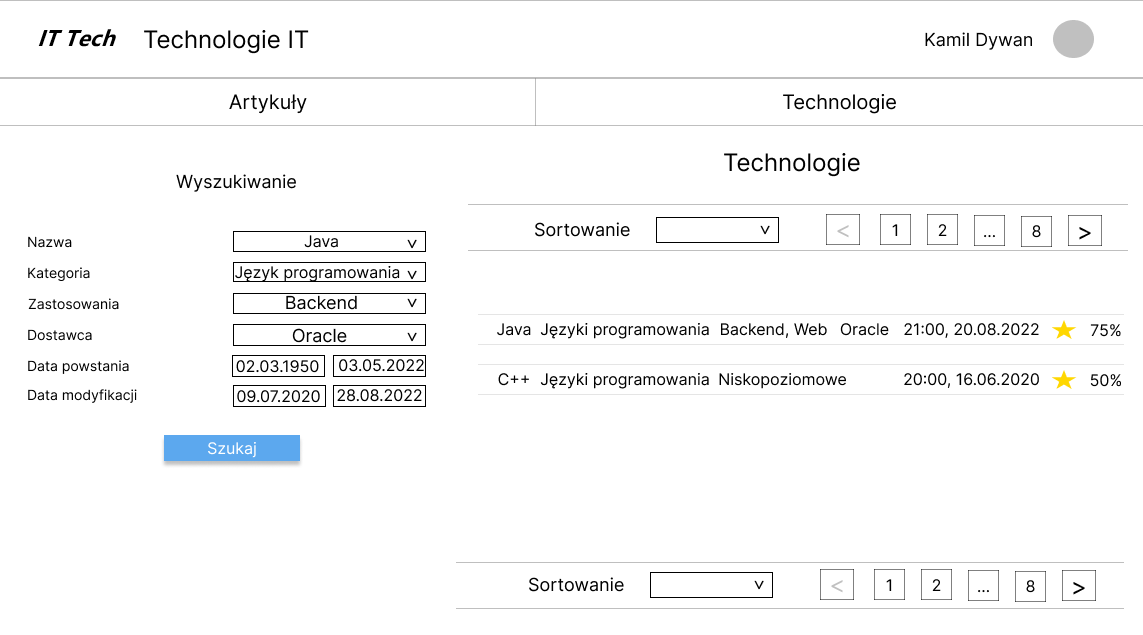 IT Tech Technologie IT Kamil Dywan
Artykuły Technologie
Wyszukiwanie
Nazwa Java v
Kategoria Język programowania v
Zastosowania Backend v
Dostawca Oracle v
Data powstania 02.03.1950 03.05.2022
Data modyfikacji 09.07.2020 28.08.2022
Szukaj
Technologie
Sortowanie v < 1 2 ... 8 >
Java Języki programowania Backend, Web Oracle 21:00, 20.08.2022 75%
C++ Języki programowania Niskopoziomowe 20:00, 16.06.2020 50%
Sortowanie v < 1 2 ... 8 >